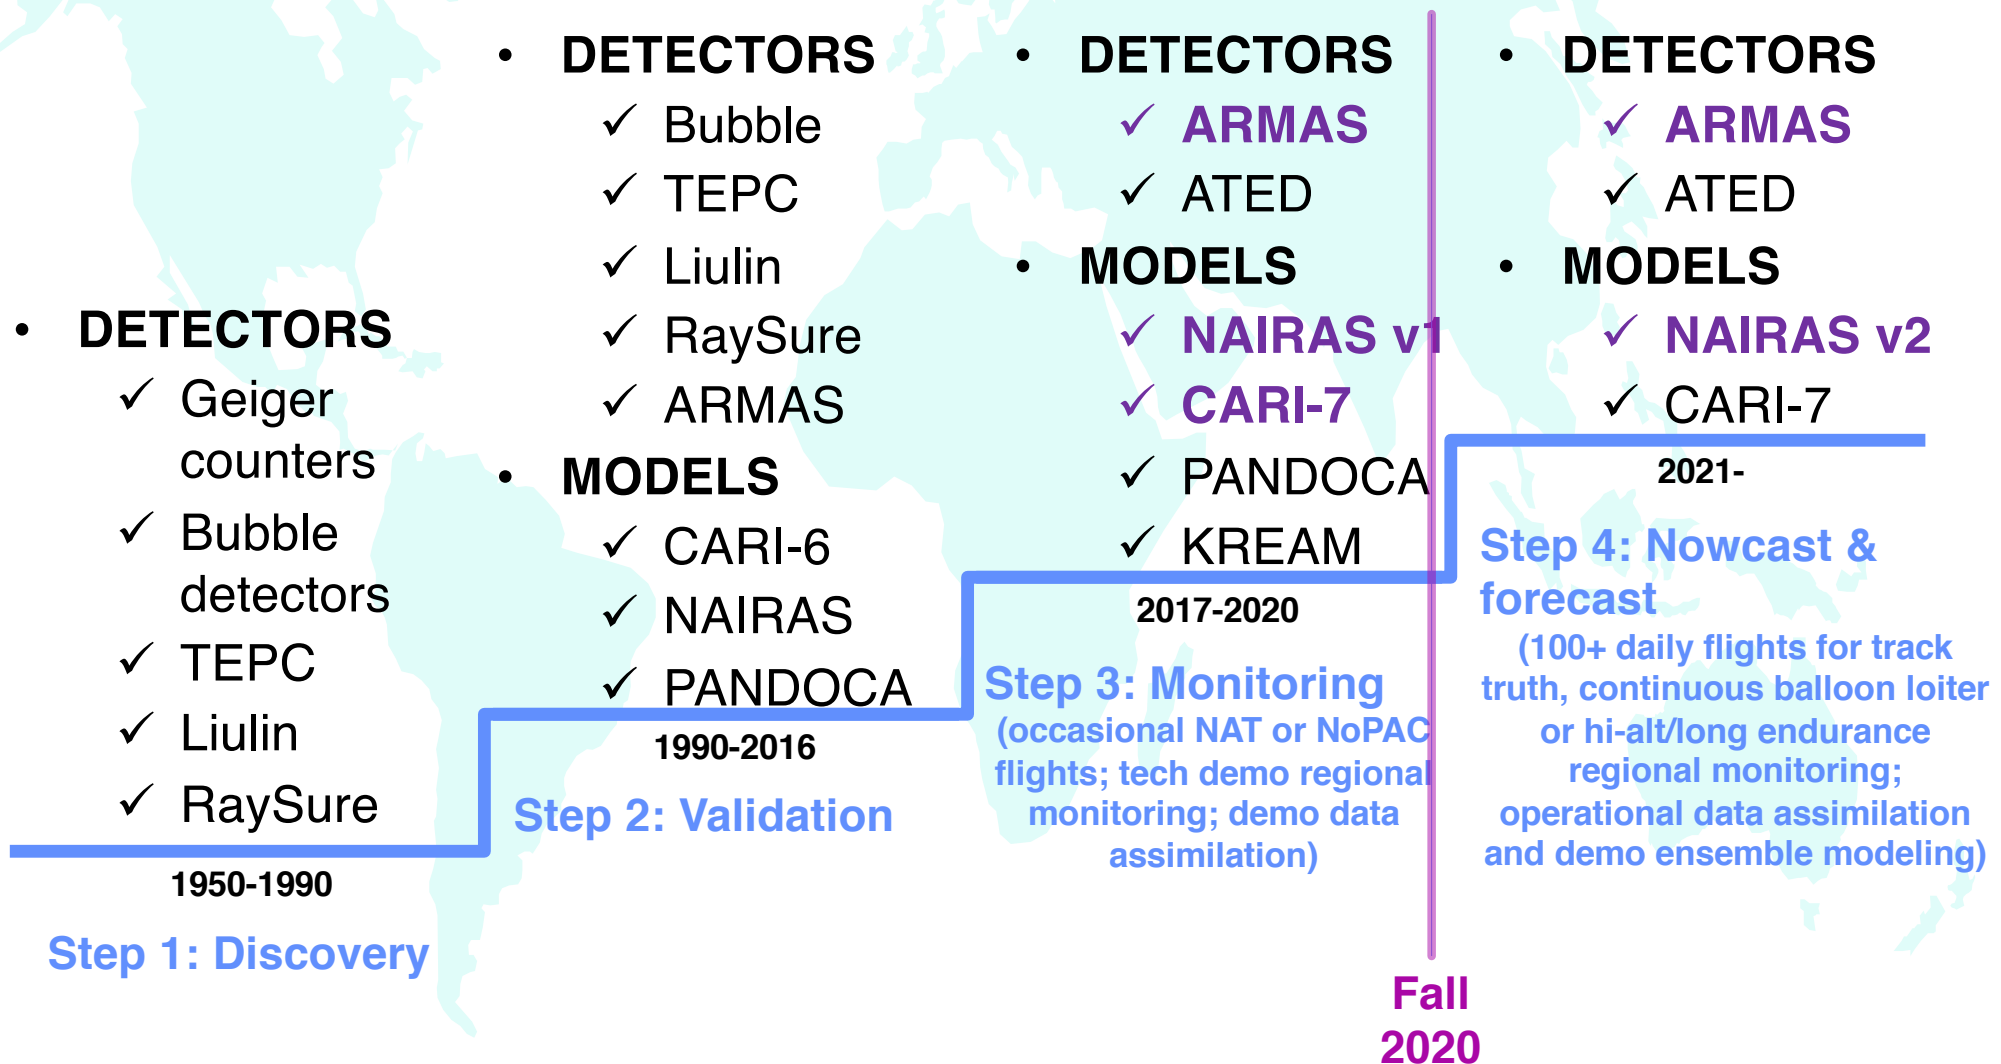 • DETECTORS
✓ Geiger
counters
✓ Bubble
detectors
✓ TEPC
✓ Liulin
✓ RaySure
1950-1990
Step 1: Discovery
• DETECTORS
✓ Bubble
✓ TEPC
✓ Liulin
✓ RaySure
✓ ARMAS
• MODELS
✓ CARI-6
✓ NAIRAS
✓ PANDOCA
1990-2016
Step 2: Validation
• DETECTORS
✓ ARMAS
✓ ATED
• MODELS
✓ NAIRAS v1
✓ CARI-7
✓ PANDOCA
✓ KREAM
2017-2020
Step 3: Monitoring
(occasional NAT or NoPAC
flights; tech demo regional
monitoring; demo data
assimilation)
• DETECTORS
✓ ARMAS
✓ ATED
• MODELS
✓ NAIRAS v2
✓ CARI-7
2021-
Step 4: Nowcast &
forecast
(100+ daily flights for track
truth, continuous balloon loiter
or hi-alt/long endurance
regional monitoring;
operational data assimilation
and demo ensemble modeling)
Fall
2020